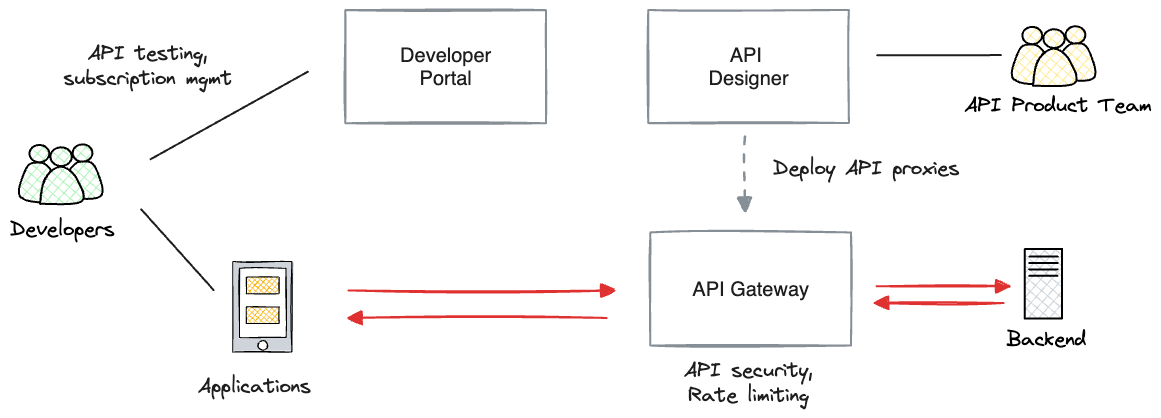 API testing,
subscription mgmt
Developer
Portal
API
Designer
API Product Team
Deploy API proxies
Developers
API Gateway
Applications
API security,
Rate limiting
Backend